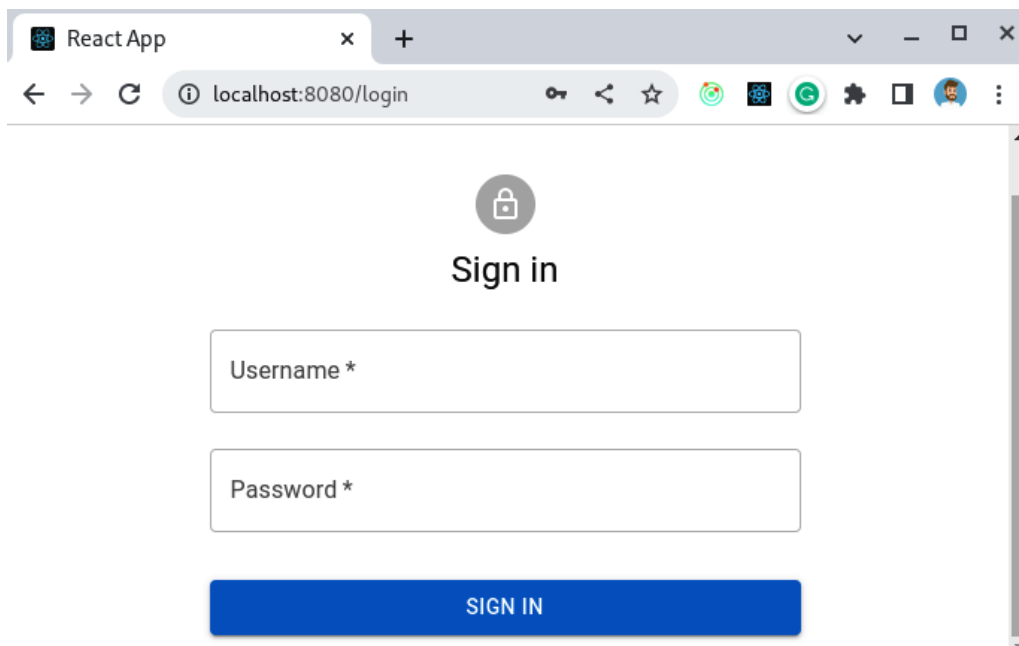 React App
localhost:8080/login
Sign in
Username *
Password *
SIGN IN